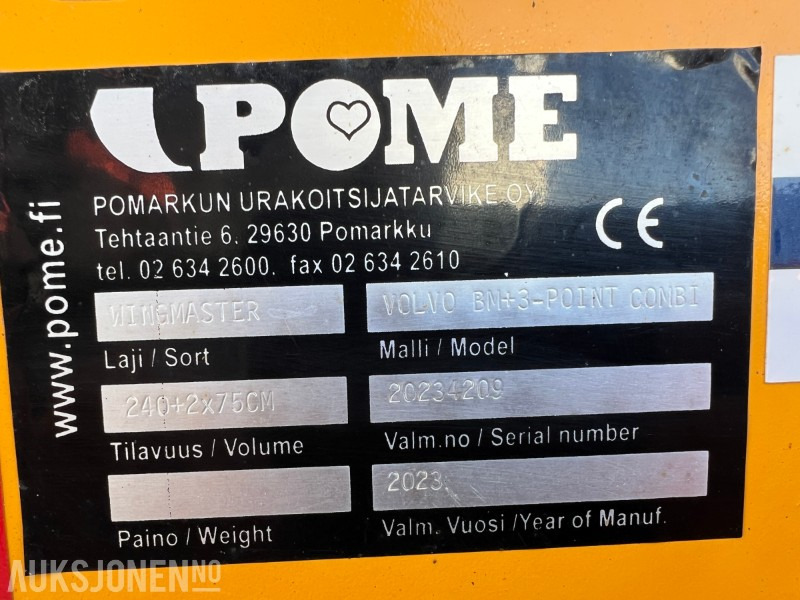 POME
POMARKUN URAKOITSIJATARVIKE OY
Tehtaantie 6, 29630 Pomarkku
tel. 02 634 2600, fax 02 634 2610
CE
www.pome.fi
WINGMASTER
VOLVO BM+3-POINT COMBI
Laji / Sort
Malli / Model
240+2x75CM
20234209
Tilavuus / Volume
Valm.no / Serial number
2023
Paino / Weight
Valm. Vuosi /Year of Manuf.
AUKSJONEN.NO